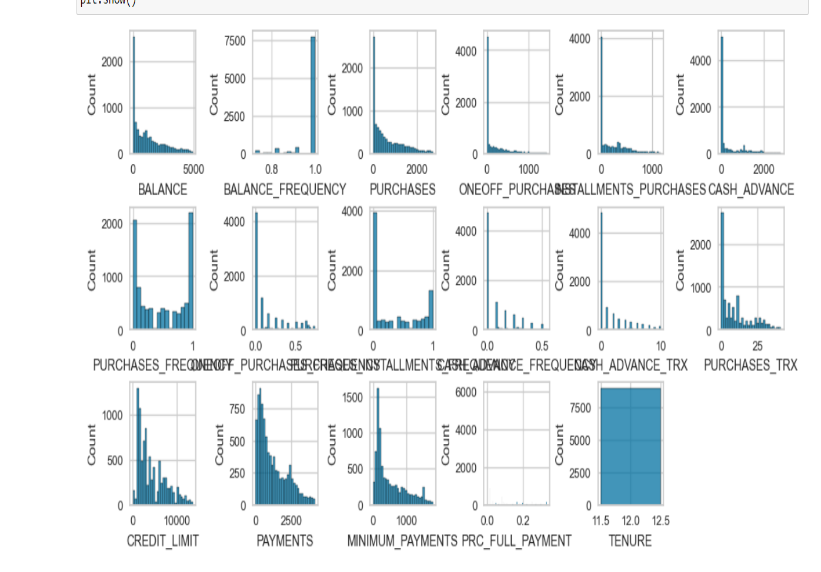 plt.show()
2000
1000
0
Count
0 5000
BALANCE
7500
5000
2500
0
Count
0.8 1.0
BALANCE_FREQUENCY
2000
1000
0
Count
0 2000
PURCHASES
4000
2000
0
Count
0 1000
ONEOFF_PURCHASES
4000
2000
0
Count
0 1000
INSTALLMENTS_PURCHASES
4000
2000
0
Count
0 2000
CASH_ADVANCE
2000
1000
0
Count
0 1
PURCHASES_FREQUENCY
4000
2000
0
Count
0.0 0.5
ONEOFF_PURCHASES_FREQUENCY
4000
2000
0
Count
0 1
PURCHASES_INSTALLMENTS_FREQUENCY
4000
2000
0
Count
0.0 0.5
CASH_ADVANCE_FREQUENCY
4000
2000
0
Count
0 10
CASH_ADVANCE_TRX
2000
1000
0
Count
0 25
PURCHASES_TRX
1000
500
0
Count
0 10000
CREDIT_LIMIT
750
500
250
0
Count
0 2500
PAYMENTS
1500
1000
500
0
Count
0 1000
MINIMUM_PAYMENTS
6000
4000
2000
0
Count
0.0 0.2
PRC_FULL_PAYMENT
7500
5000
2500
0
Count
11.5 12.0 12.5
TENURE